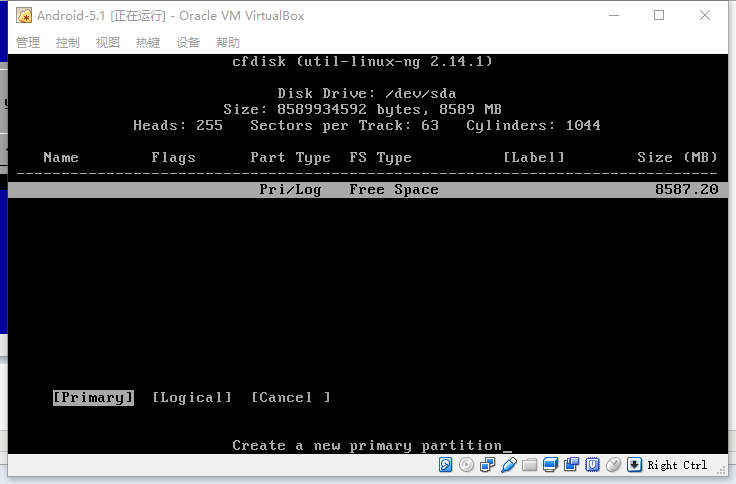 Android-5.1 [正在运行] - Oracle VM VirtualBox
管理 控制 视图 热键 设备 帮助
cfdisk (util-linux-ng 2.14.1)
Disk Drive: /dev/sda
Size: 8589934592 bytes, 8589 MB
Heads: 255 Sectors per Track: 63 Cylinders: 1044
Name Flags Part Type FS Type [Label] Size (MB)
Pri/Log Free Space 8587.20
[Primary] [Logical] [Cancel ]
Create a new primary partition_
Right Ctrl